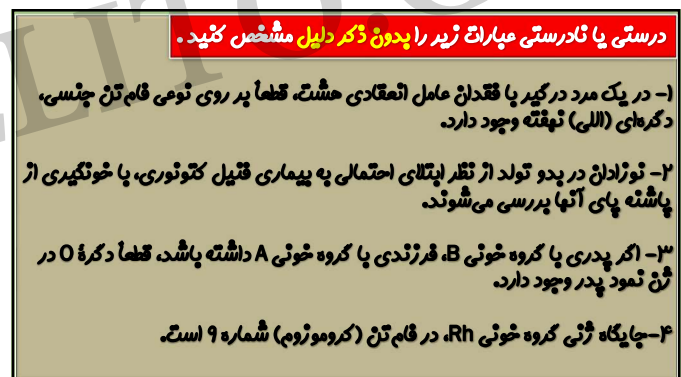 درستی یا نادرستی عبارات زیر را بدون ذکر دلیل مشخص کنید .
۱- در یک مرد درگیر با فقدان عامل انعقادی هشت، قطعاً بر روی نوعی فام تن جنسی،
دگره‌ای (اللی) نهفته وجود دارد.
۲- نوزادان در بدو تولد از نظر ابتلای احتمالی به بیماری فنیل کتونوری، با خونگیری از
پاشنه پای آنها بررسی می‌شوند.
۳- اگر پدری با گروه خونی B، فرزندی با گروه خونی A داشته باشد، قطعاً دگرهٔ O در
ژن نمود پدر وجود دارد.
۴-جایگاه ژنی گروه خونی Rh، در فام تن (کروموزوم) شماره ۹ است.